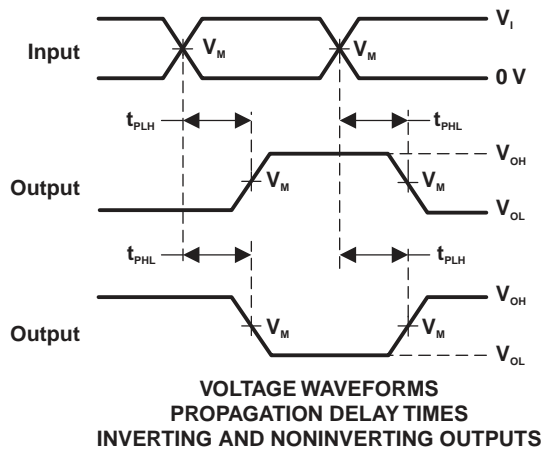 V_I
Input
V_M
V_M
0 V
t_PLH
t_PHL
V_OH
Output
V_M
V_M
V_OL
t_PHL
t_PLH
V_OH
Output
V_M
V_M
V_OL
VOLTAGE WAVEFORMS
PROPAGATION DELAY TIMES
INVERTING AND NONINVERTING OUTPUTS